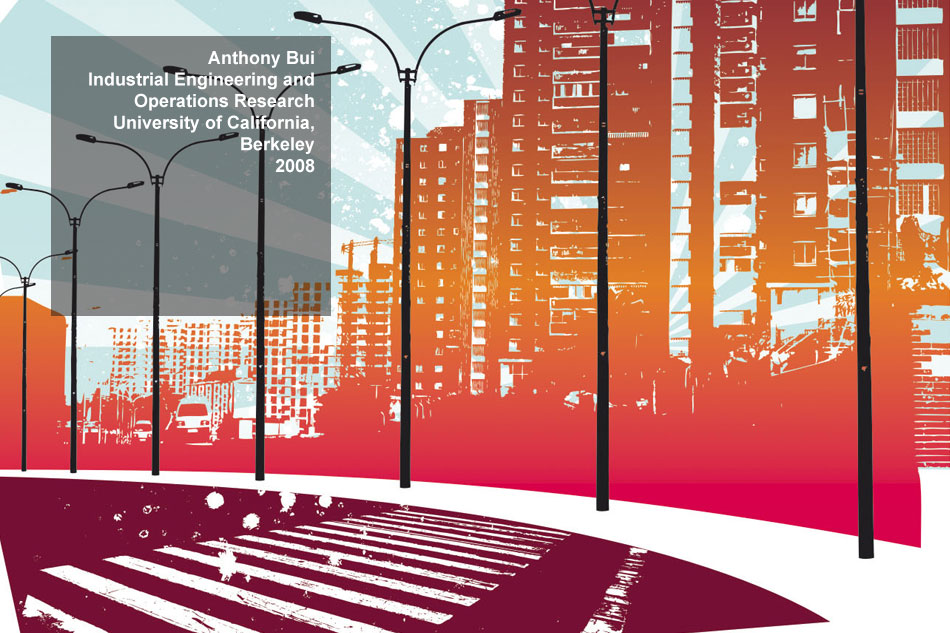 Anthony Bui
Industrial Engineering and
Operations Research
University of California,
Berkeley
2008